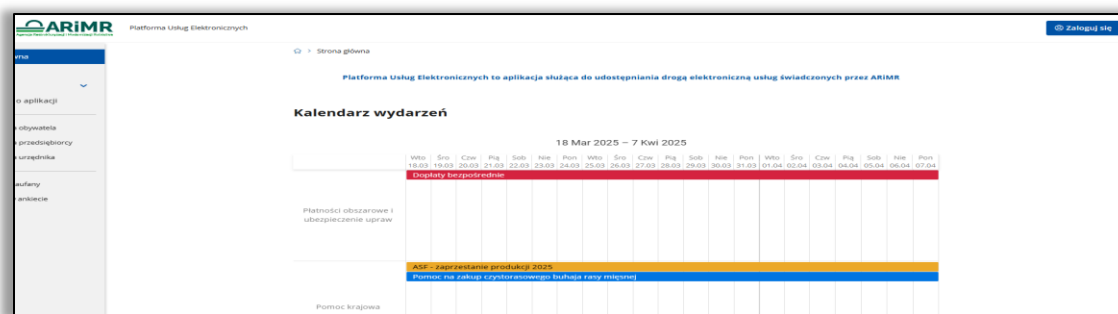 ARiMR
Platforma Usług Elektronicznych
Zaloguj się
Strona główna
Platforma Usług Elektronicznych to aplikacja służąca do udostępniania drogą elektroniczną usług świadczonych przez ARiMR
o aplikacji
obywatela
przedsiębiorcy
urzędnika
aufany
ankiecie
Kalendarz wydarzeń
18 Mar 2025 – 7 Kwi 2025
Wto Śro Czw Pią Sob Nie Pon Wto Śro Czw Pią Sob Nie Pon Wto Śro Czw Pią Sob Nie Pon
18.03 19.03 20.03 21.03 22.03 23.03 24.03 25.03 26.03 27.03 28.03 29.03 30.03 31.03 01.04 02.04 03.04 04.04 05.04 06.04 07.04
Dopłaty bezpośrednie
Płatności obszarowe i
ubezpieczenie upraw
ASF - zaprzestanie produkcji 2025
Pomoc na zakup czystorasowego buhaja rasy mięsnej
Pomoc krajowa